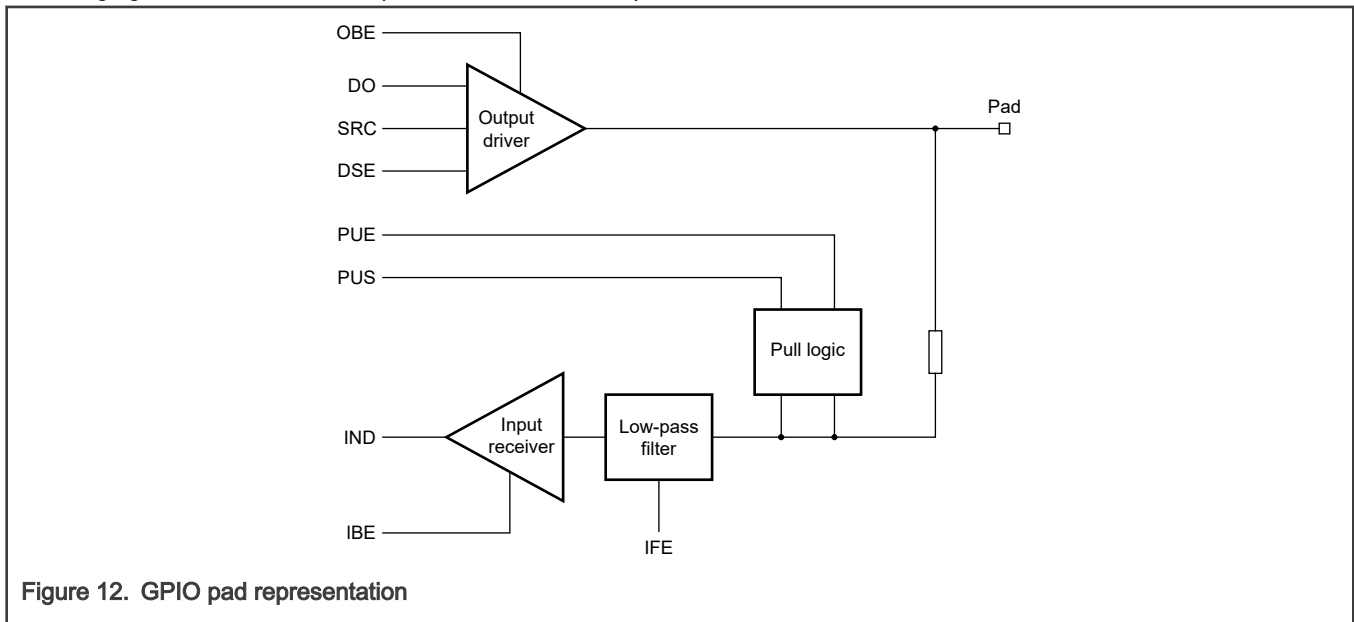 OBE
DO
SRC
DSE
Output
driver
Pad
PUE
PUS
Pull logic
IND
Input
receiver
Low-pass
filter
IBE
IFE
Figure 12. GPIO pad representation